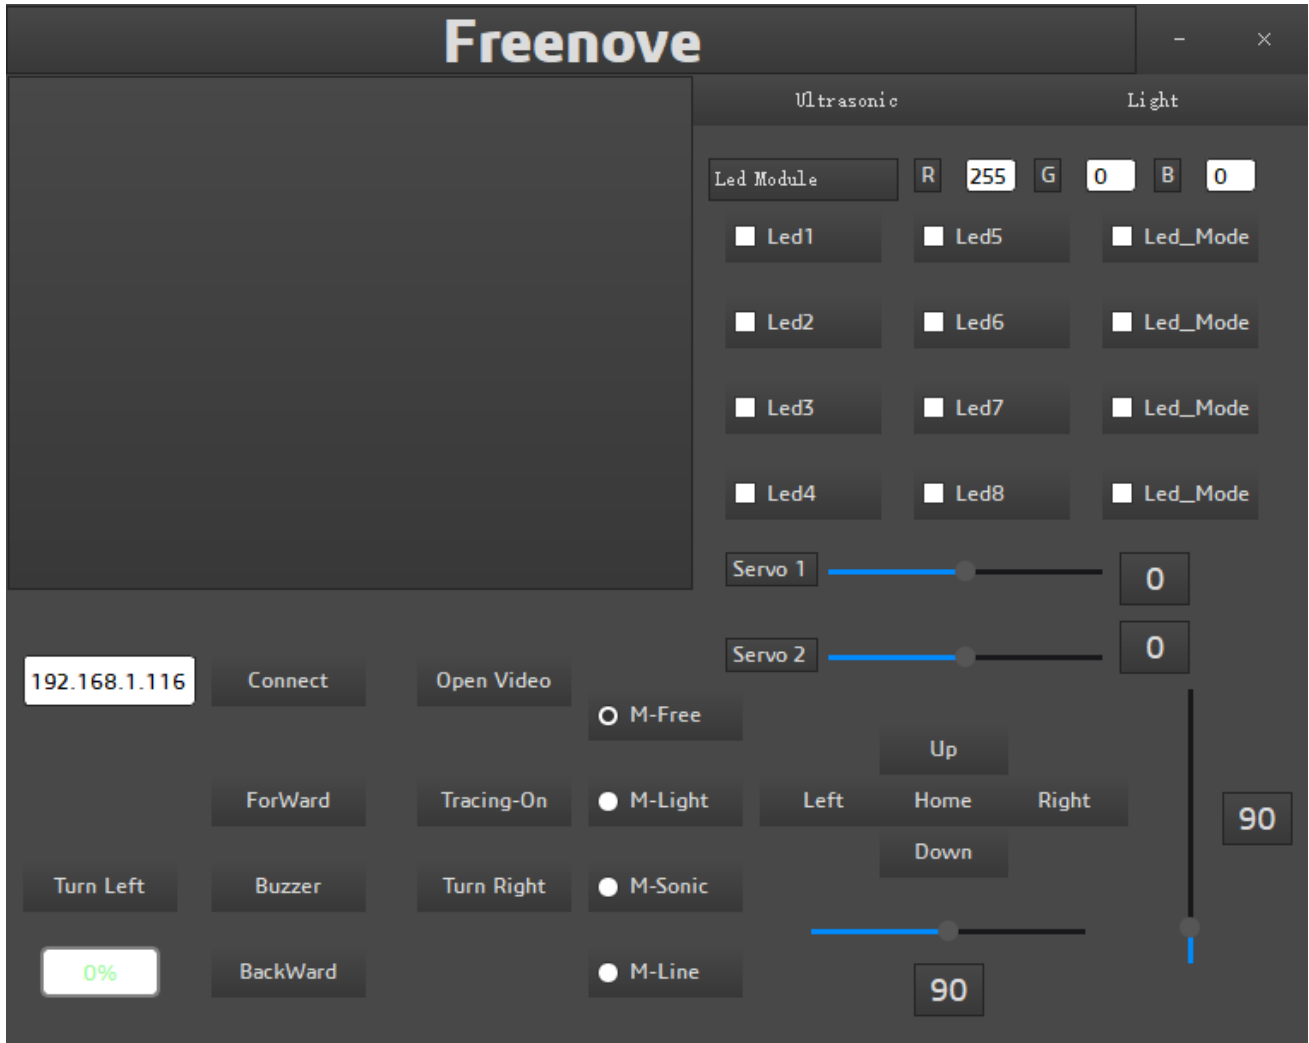 Freenove
Ultrasonic Light
Led Module R 255 G 0 B 0
Led1 Led5 Led_Mode
Led2 Led6 Led_Mode
Led3 Led7 Led_Mode
Led4 Led8 Led_Mode
Servo 1 0
Servo 2 0
192.168.1.116 Connect Open Video
M-Free
Up
ForWard Tracing-On M-Light Left Home Right
90
Down
Turn Left Buzzer Turn Right M-Sonic
0% BackWard M-Line
90